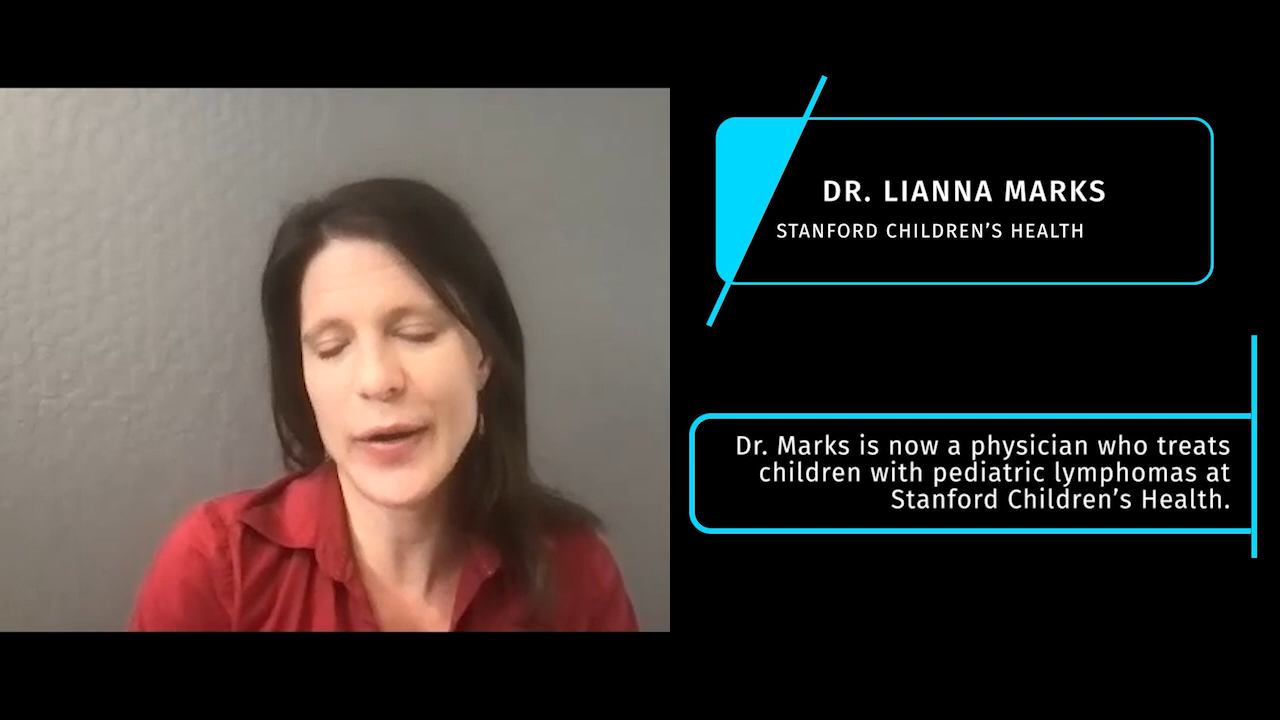 DR. LIANNA MARKS
STANFORD CHILDREN’S HEALTH
Dr. Marks is now a physician who treats
children with pediatric lymphomas at
Stanford Children’s Health.